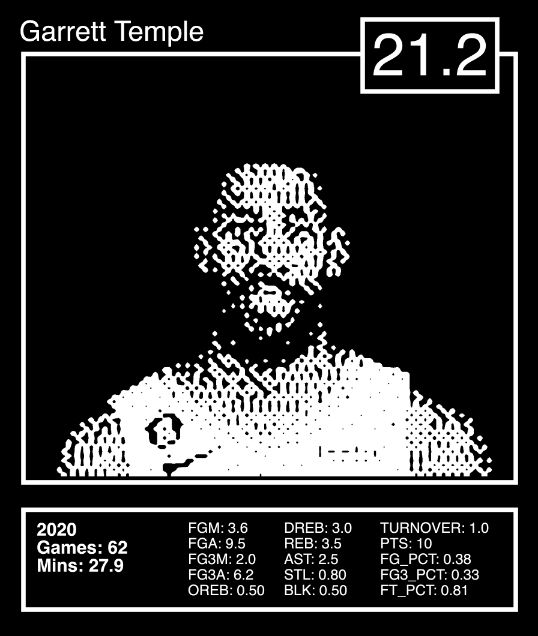 Garrett Temple
21.2
2020
Games: 62
Mins: 27.9
FGM: 3.6
FGA: 9.5
FG3M: 2.0
FG3A: 6.2
OREB: 0.50
DREB: 3.0
REB: 3.5
AST: 2.5
STL: 0.80
BLK: 0.50
TURNOVER: 1.0
PTS: 10
FG_PCT: 0.38
FG3_PCT: 0.33
FT_PCT: 0.81